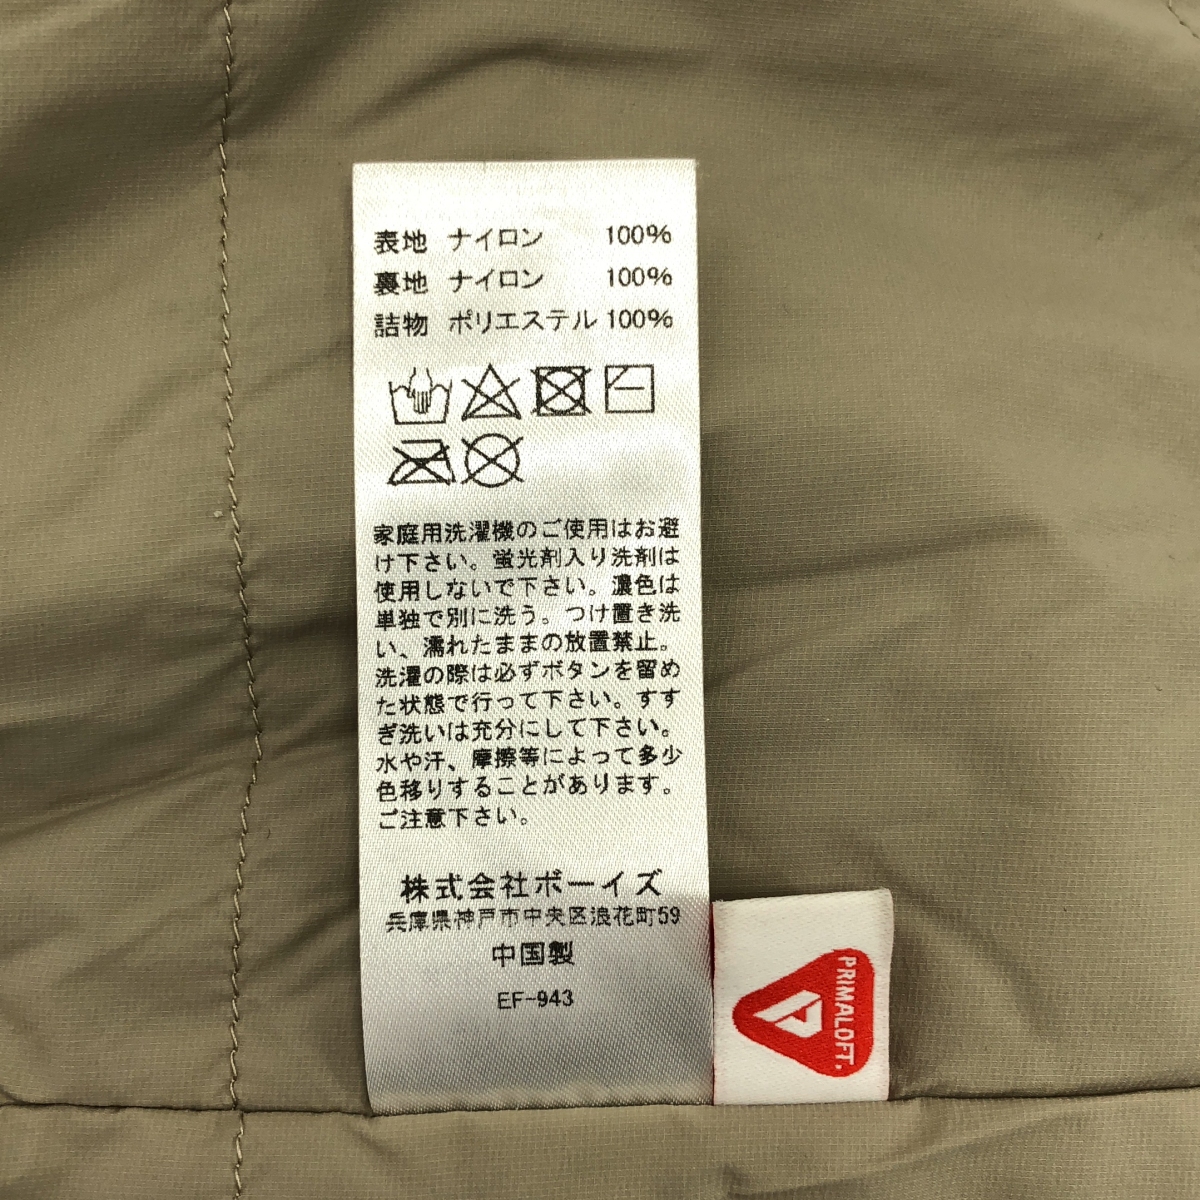 表地 ナイロン 100%
裏地 ナイロン 100%
詰物 ポリエステル 100%
家庭用洗濯機のご使用はお避
け下さい。蛍光剤入り洗剤は
使用しないで下さい。濃色は
単独で別に洗う。つけ置き洗
い、濡れたままの放置禁止。
洗濯の際は必ずボタンを留め
た状態で行って下さい。すす
ぎ洗いは充分にして下さい。
水や汗、摩擦等によって多少
色移りすることがあります。
ご注意下さい。
株式会社ボーイズ
兵庫県神戸市中央区浪花町59
中国製
EF-943
PRIMALOFT.